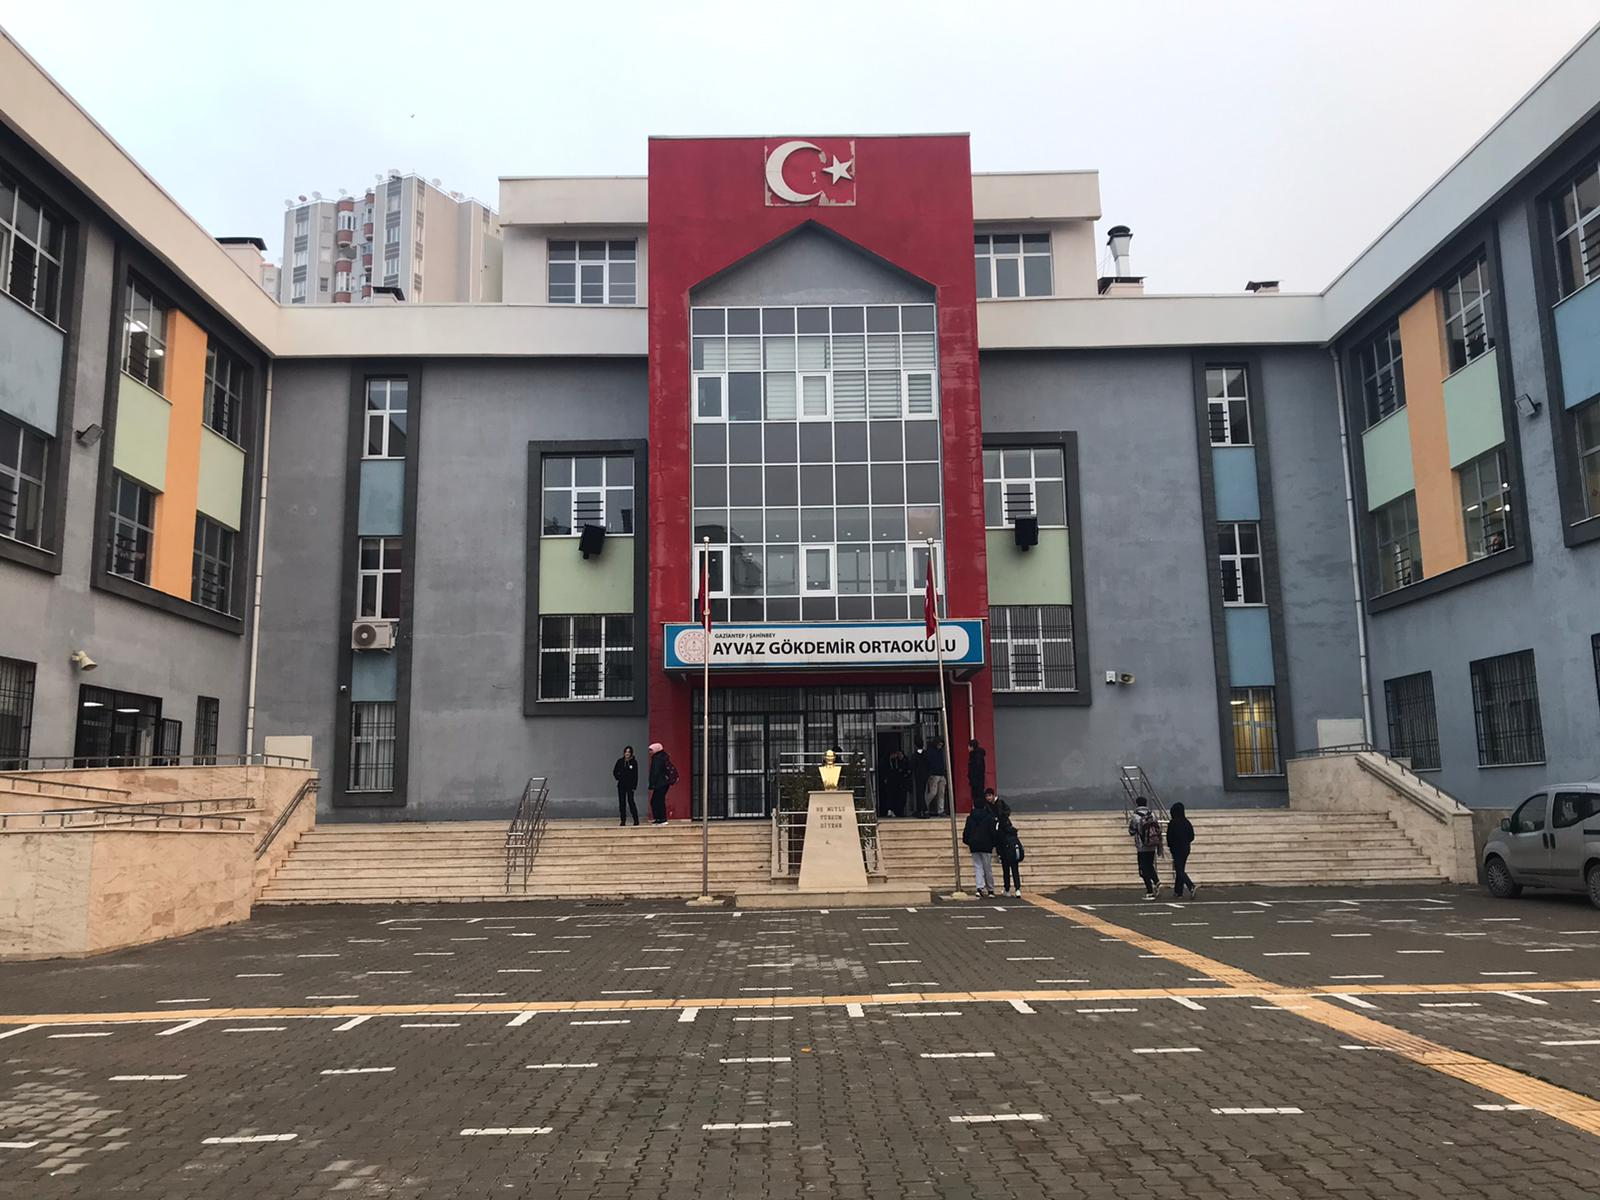 GAZİANTEP / ŞAHİNBEY
AYVAZ GÖKDEMİR ORTAOKULU
NE MUTLU
TÜRKÜM
DİYENE